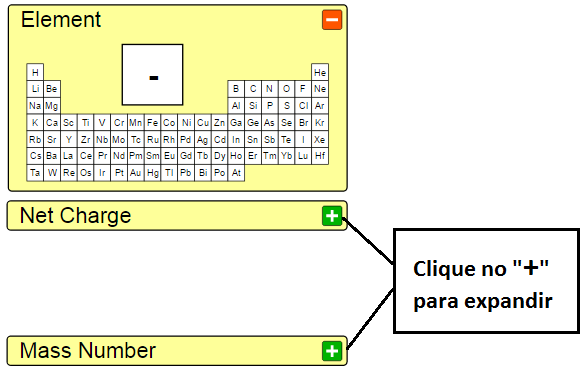 Element
-
H He
Li Be B C N O F Ne
Na Mg Al Si P S Cl Ar
K Ca Sc Ti V Cr Mn Fe Co Ni Cu Zn Ga Ge As Se Br Kr
Rb Sr Y Zr Nb Mo Tc Ru Rh Pd Ag Cd In Sn Sb Te I Xe
Cs Ba La Ce Pr Nd Pm Sm Eu Gd Tb Dy Ho Er Tm Yb Lu Hf
Ta W Re Os Ir Pt Au Hg Tl Pb Bi Po At
Net Charge
Clique no "+"
para expandir
Mass Number